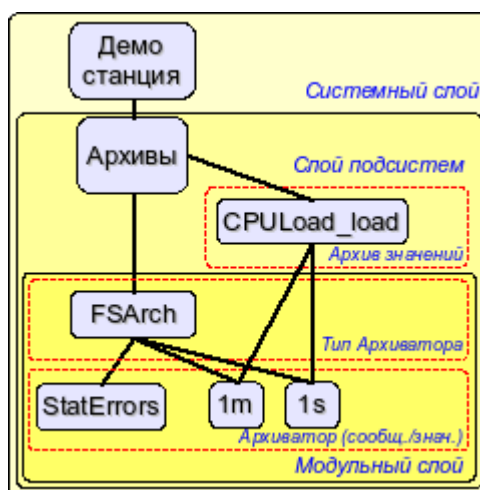 Демо
станция
Системный слой
Архивы
Слой подсистем
CPULoad_load
Архив значений
FSArch
Тип Архиватора
StatErrors
1m
1s
Архиватор (сообщ./знач.)
Модульный слой